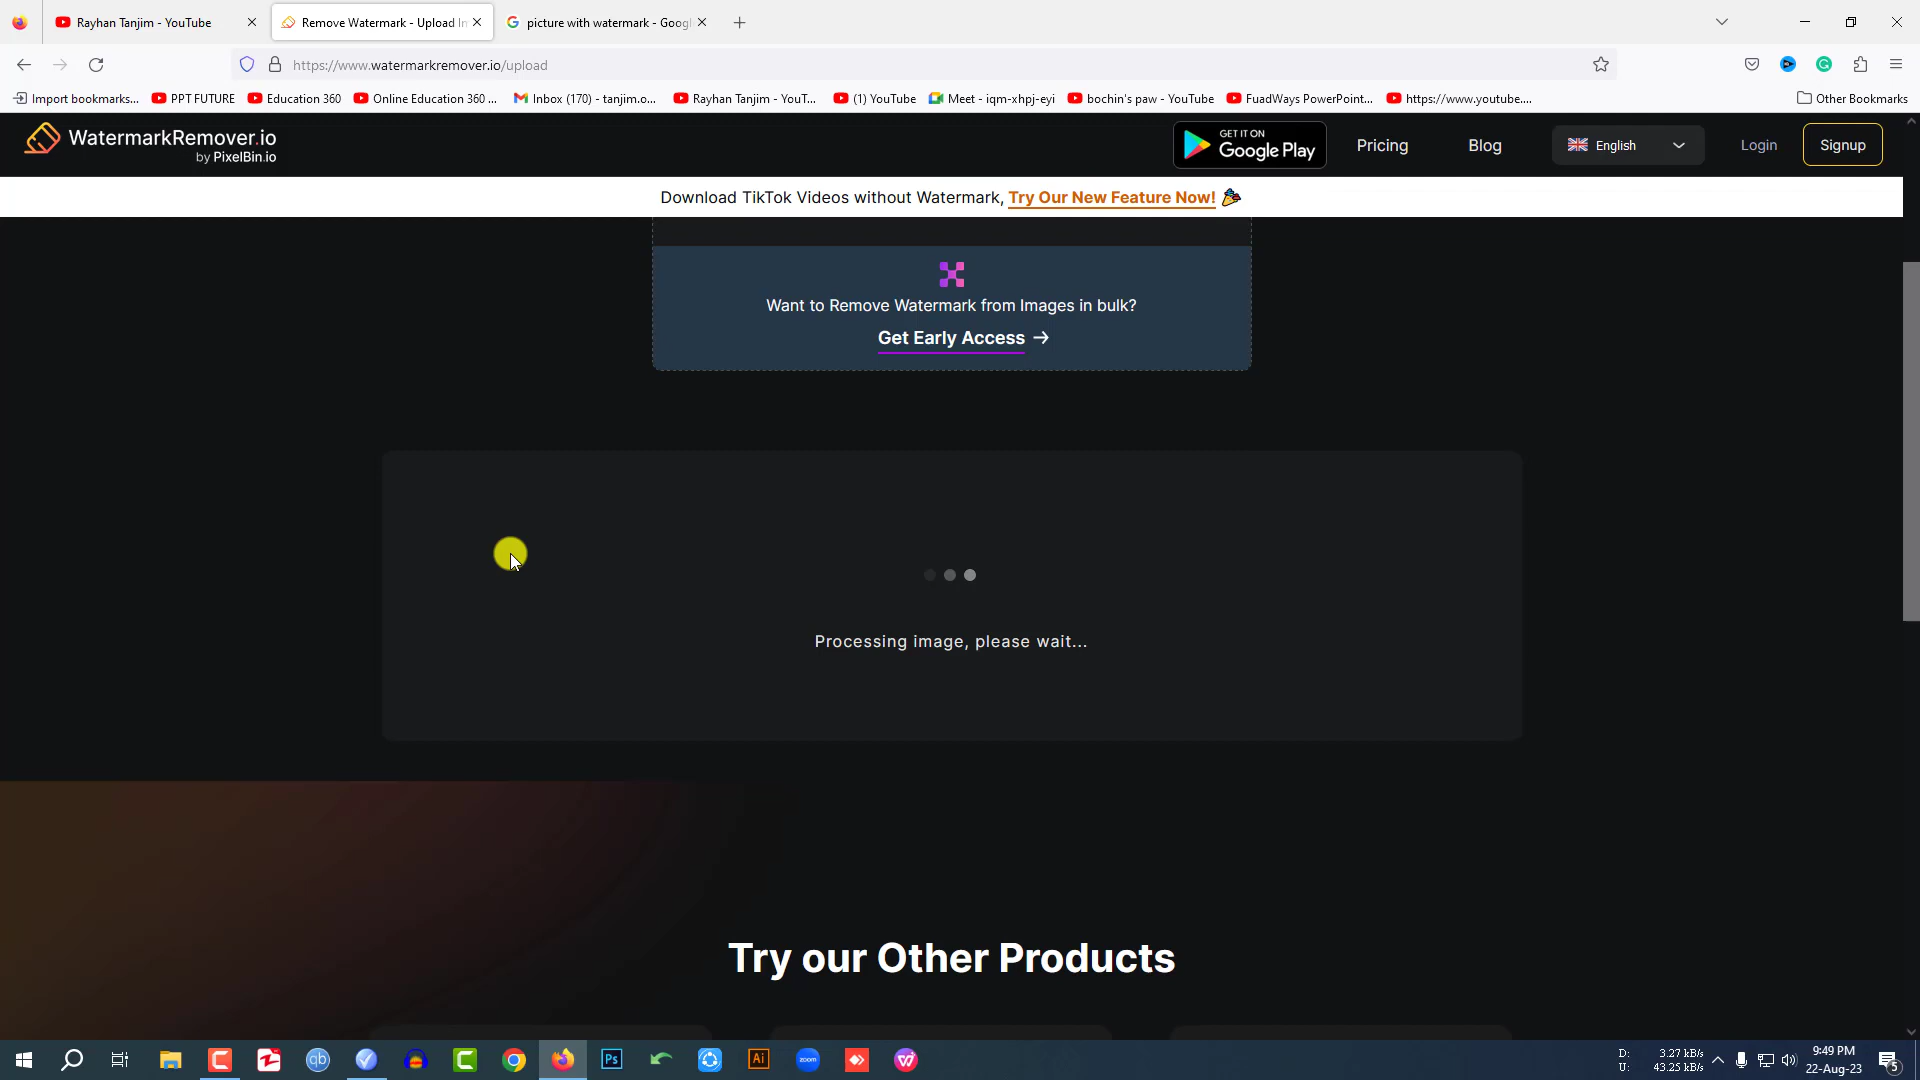 Rayhan Tanjim - YouTube
Remove Watermark - Upload In
picture with watermark - Googl
https://www.watermarkremover.io/upload
Import bookmarks...
PPT FUTURE
Education 360
Online Education 360 ...
Inbox (170) - tanjim.o...
Rayhan Tanjim - YouT...
(1) YouTube
Meet - iqm-xhpj-eyi
bochin's paw - YouTube
FuadWays PowerPoint...
https://www.youtube....
Other Bookmarks
WatermarkRemover.io
by PixelBin.io
GET IT ON
Google Play
Pricing
Blog
English
Login
Signup
Download TikTok Videos without Watermark, Try Our New Feature Now!
Want to Remove Watermark from Images in bulk?
Get Early Access →
Processing image, please wait...
Try our Other Products
qb
Ps
Ai
zoom
D: 3.27 kB/s
U: 43.25 kB/s
9:49 PM
22-Aug-23
5